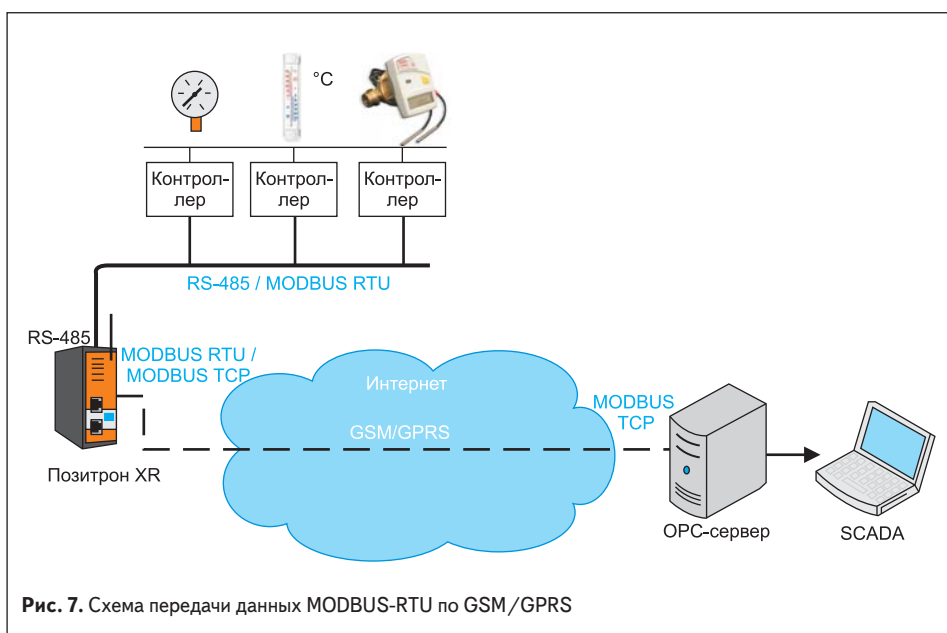 °C
Контрол-
лер
Контрол-
лер
Контрол-
лер
RS-485 / MODBUS RTU
RS-485
MODBUS RTU /
MODBUS TCP
Интернет
GSM/GPRS
MODBUS
TCP
Позитрон XR
OPC-сервер
SCADA
Рис. 7. Схема передачи данных MODBUS-RTU по GSM/GPRS